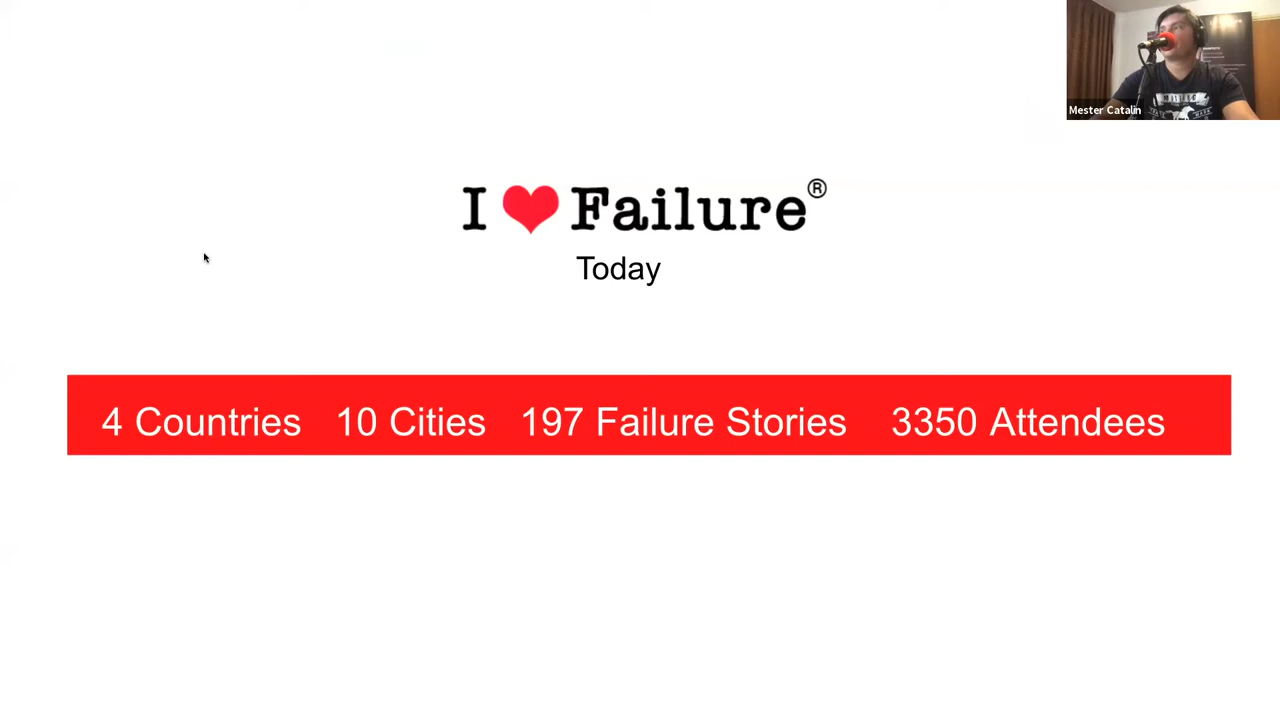 Mester Catalin
I ❤ Failure®
Today
4 Countries 10 Cities 197 Failure Stories 3350 Attendees